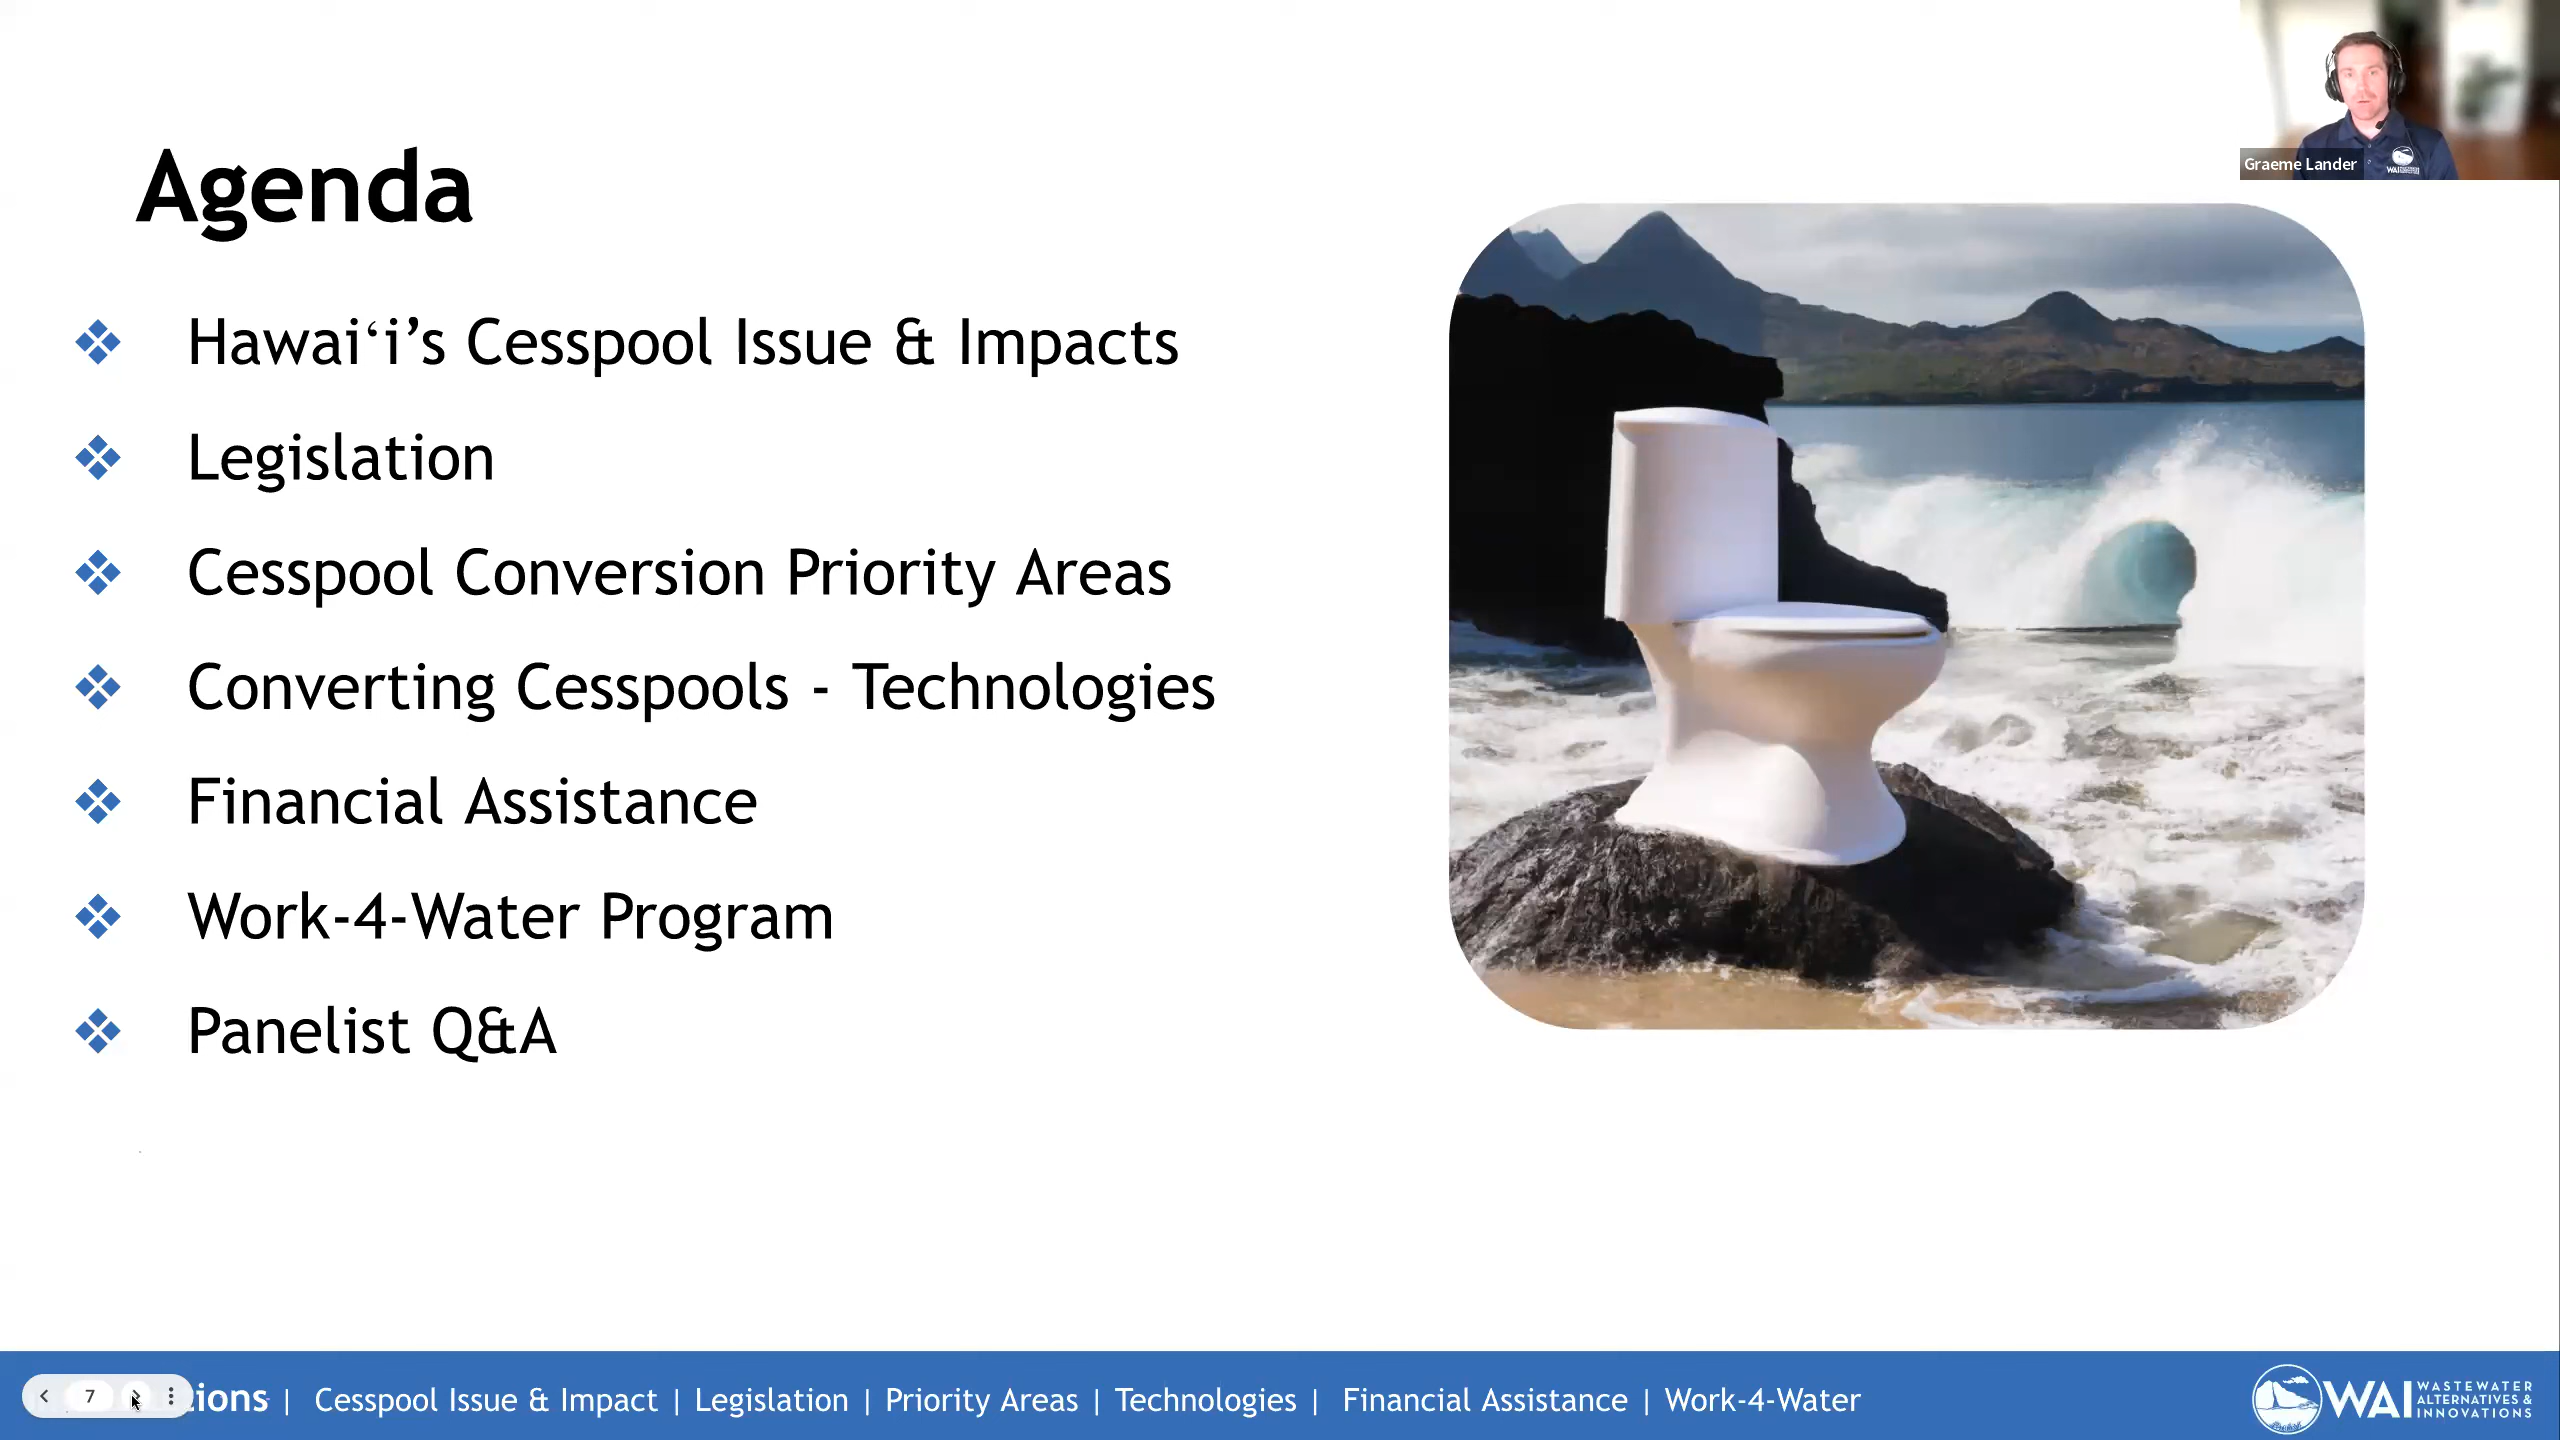 Graeme Lander
Agenda
❖ Hawaiʻi’s Cesspool Issue & Impacts
❖ Legislation
❖ Cesspool Conversion Priority Areas
❖ Converting Cesspools - Technologies
❖ Financial Assistance
❖ Work-4-Water Program
❖ Panelist Q&A
7 | Cesspool Issue & Impact | Legislation | Priority Areas | Technologies | Financial Assistance | Work-4-Water
WAI
WASTEWATER
ALTERNATIVES &
INNOVATIONS